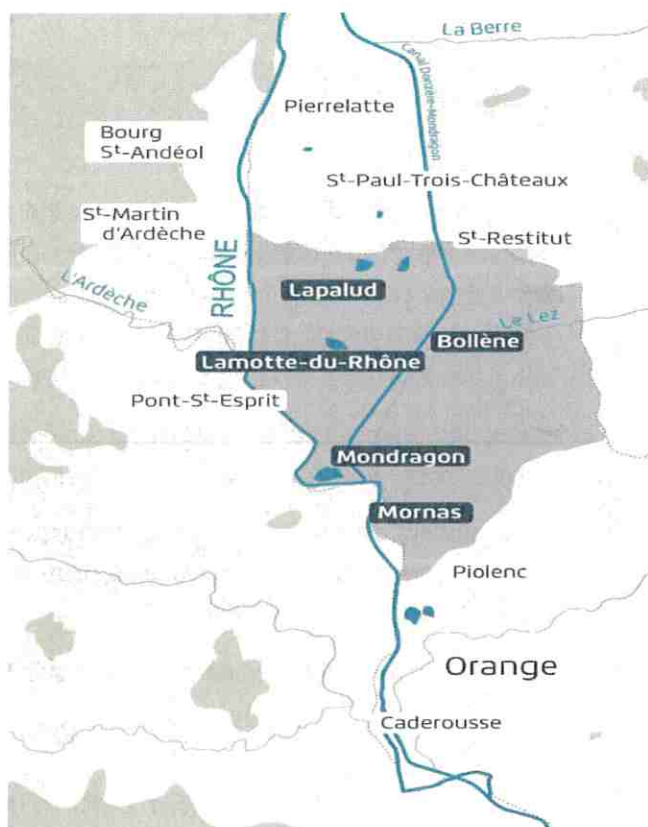 La Berre
Canal Donzère-Mondragon
Pierrelatte
Bourg
Sᵗ-Andéol
Sᵗ-Paul-Trois-Châteaux
Sᵗ-Martin
d'Ardèche
Sᵗ-Restitut
RHÔNE
L'Ardèche
Lapalud
Le Lez
Bollène
Lamotte-du-Rhône
Pont-Sᵗ-Esprit
Mondragon
Mornas
Piolenc
Orange
Caderousse